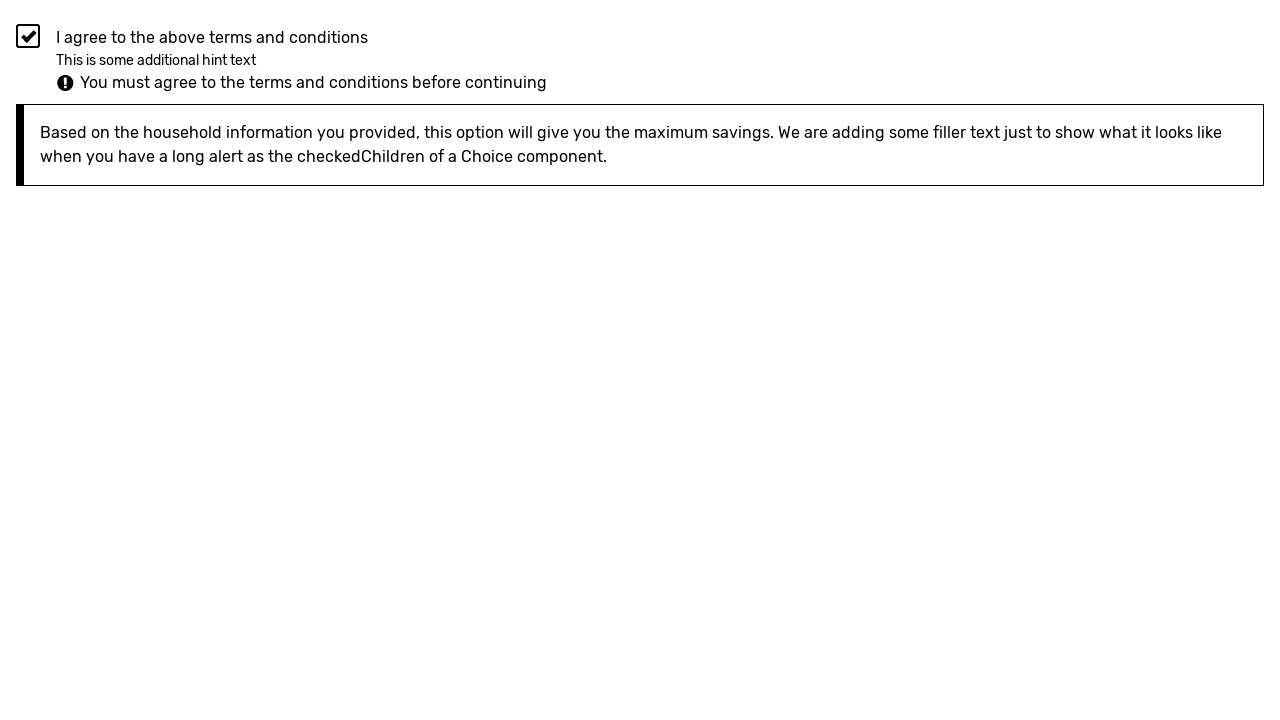 I agree to the above terms and conditions
This is some additional hint text
You must agree to the terms and conditions before continuing
Based on the household information you provided, this option will give you the maximum savings. We are adding some filler text just to show what it looks like
when you have a long alert as the checkedChildren of a Choice component.